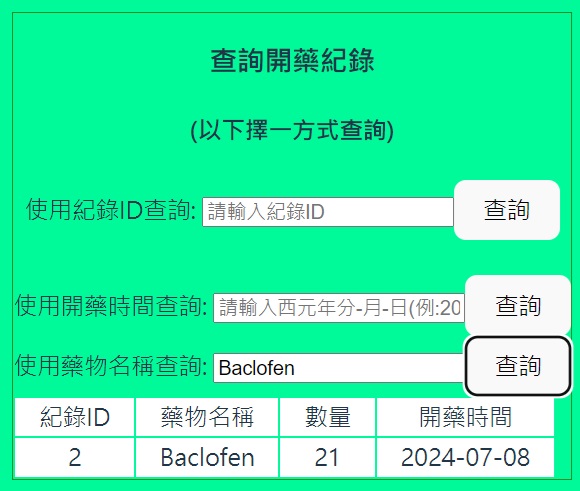 查詢開藥紀錄
(以下擇一方式查詢)
使用紀錄ID查詢: 請輸入紀錄ID 查詢
使用開藥時間查詢: 請輸入西元年分-月-日(例:20 查詢
使用藥物名稱查詢: Baclofen 查詢
紀錄ID 藥物名稱 數量 開藥時間
2 Baclofen 21 2024-07-08